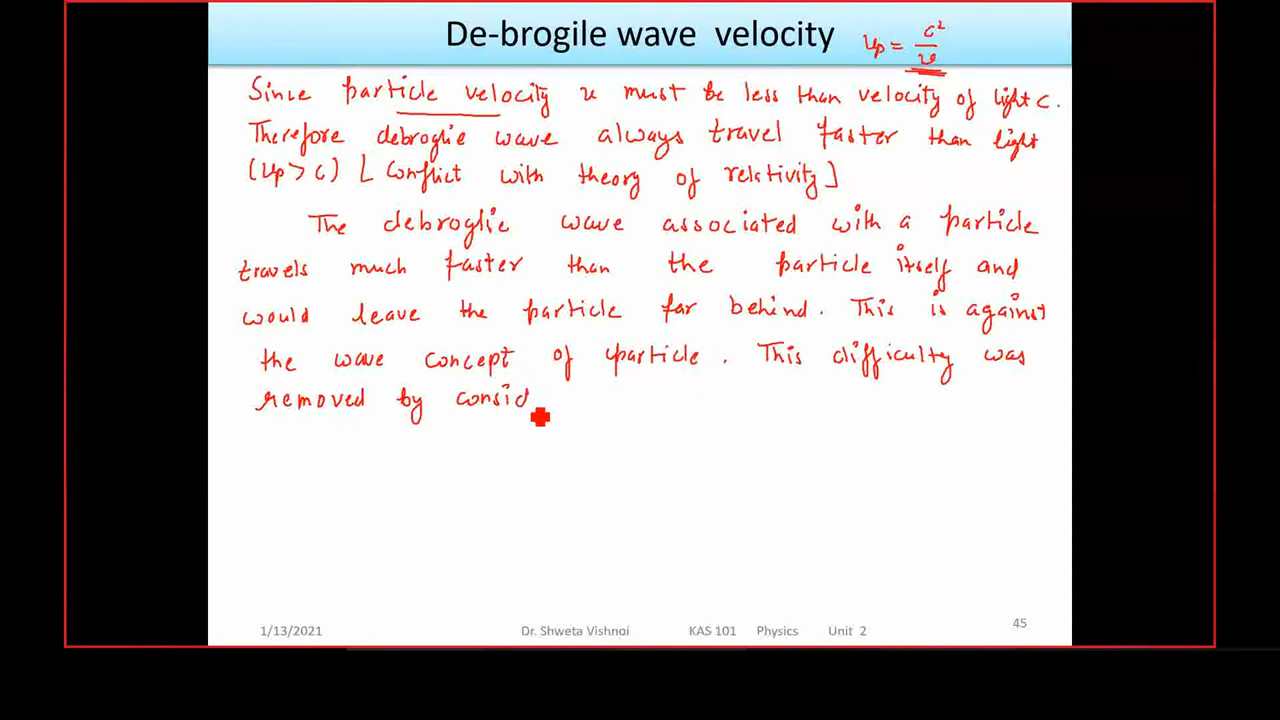 De-brogile wave velocity
Up = c²/v
Since particle velocity u must be less than velocity of light c.
Therefore debroglie wave always travel faster than light
(Up > c) [Conflict with theory of relativity]
The debroglie wave associated with a particle
travels much faster than the particle itself and
would leave the particle far behind. This is against
the wave concept of particle. This difficulty was
removed by consid
1/13/2021 Dr. Shweta Vishnoi KAS 101 Physics Unit 2 45